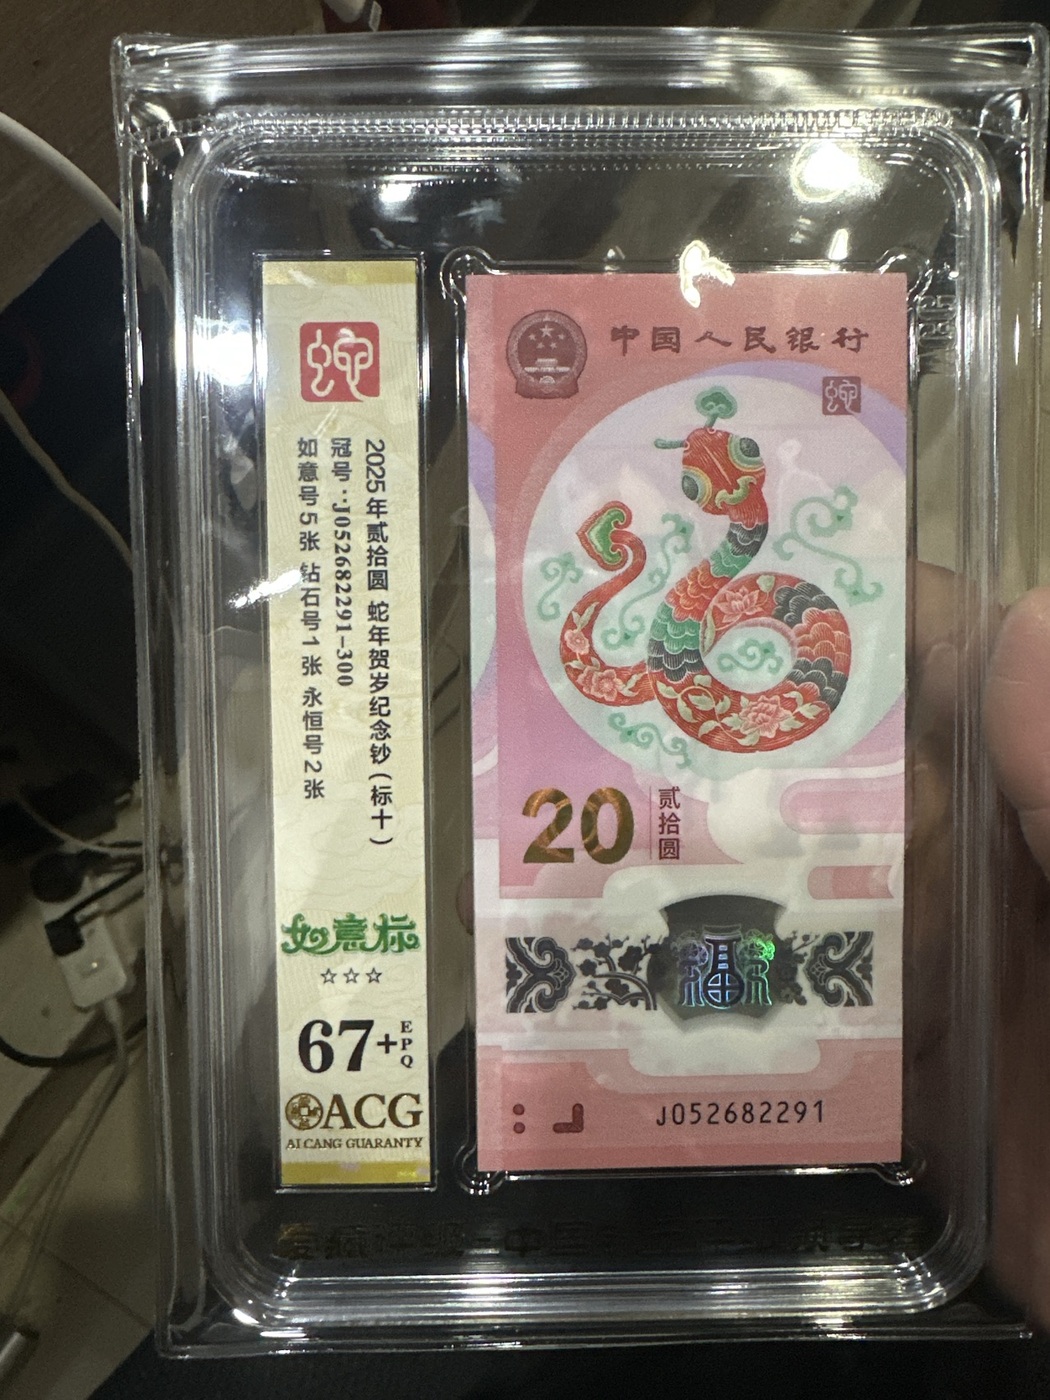 蛇
2025年贰拾圆 蛇年贺岁纪念钞(标十)
冠号:J052682291-300
如意号5张 钻石号1张 永恒号2张
如意标
☆☆☆
67+EPQ
ACG
AI CANG GUARANTY
中国人民银行
蛇
20
贰拾圆
福
J052682291